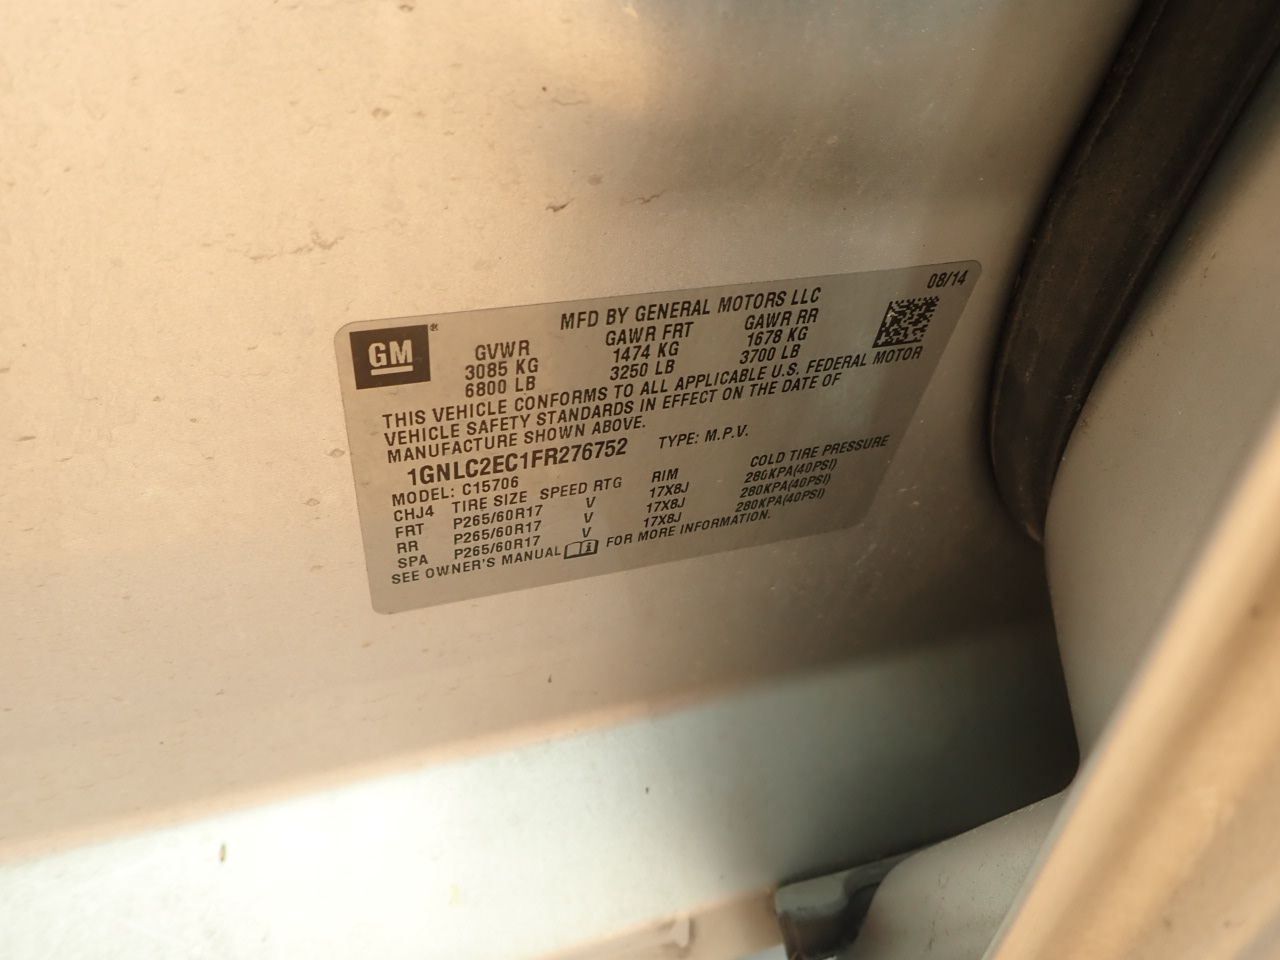 08/14
MFD BY GENERAL MOTORS LLC
GM®
GVWR GAWR FRT GAWR RR
3085 KG 1474 KG 1678 KG
6800 LB 3250 LB 3700 LB
THIS VEHICLE CONFORMS TO ALL APPLICABLE U.S. FEDERAL MOTOR
VEHICLE SAFETY STANDARDS IN EFFECT ON THE DATE OF
MANUFACTURE SHOWN ABOVE.
1GNLC2EC1FR276752 TYPE: M.P.V.
MODEL: C15706
CHJ4 TIRE SIZE SPEED RTG RIM COLD TIRE PRESSURE
FRT P265/60R17 V 17X8J 280KPA(40PSI)
RR P265/60R17 V 17X8J 280KPA(40PSI)
SPA P265/60R17 V 17X8J 280KPA(40PSI)
SEE OWNER'S MANUAL FOR MORE INFORMATION.